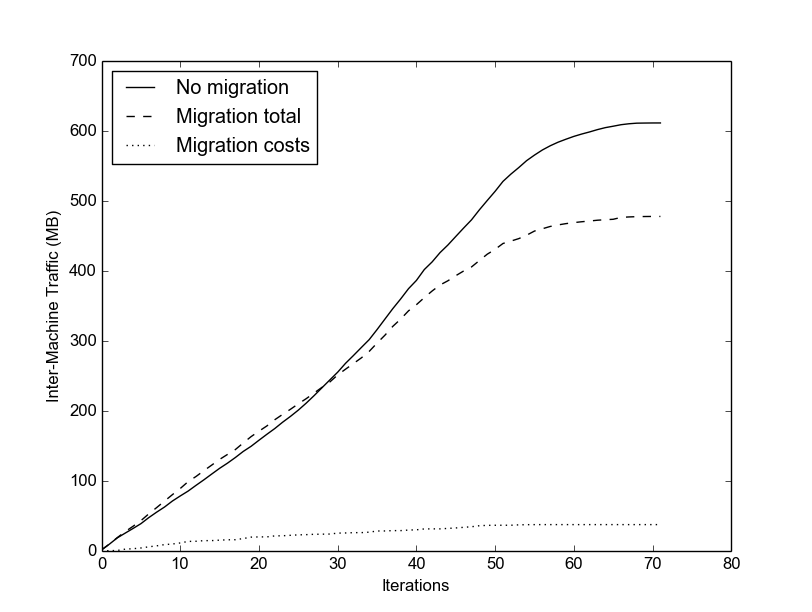 700
600
500
400
300
200
100
0
Inter-Machine Traffic (MB)
No migration
Migration total
Migration costs
0 10 20 30 40 50 60 70 80
Iterations